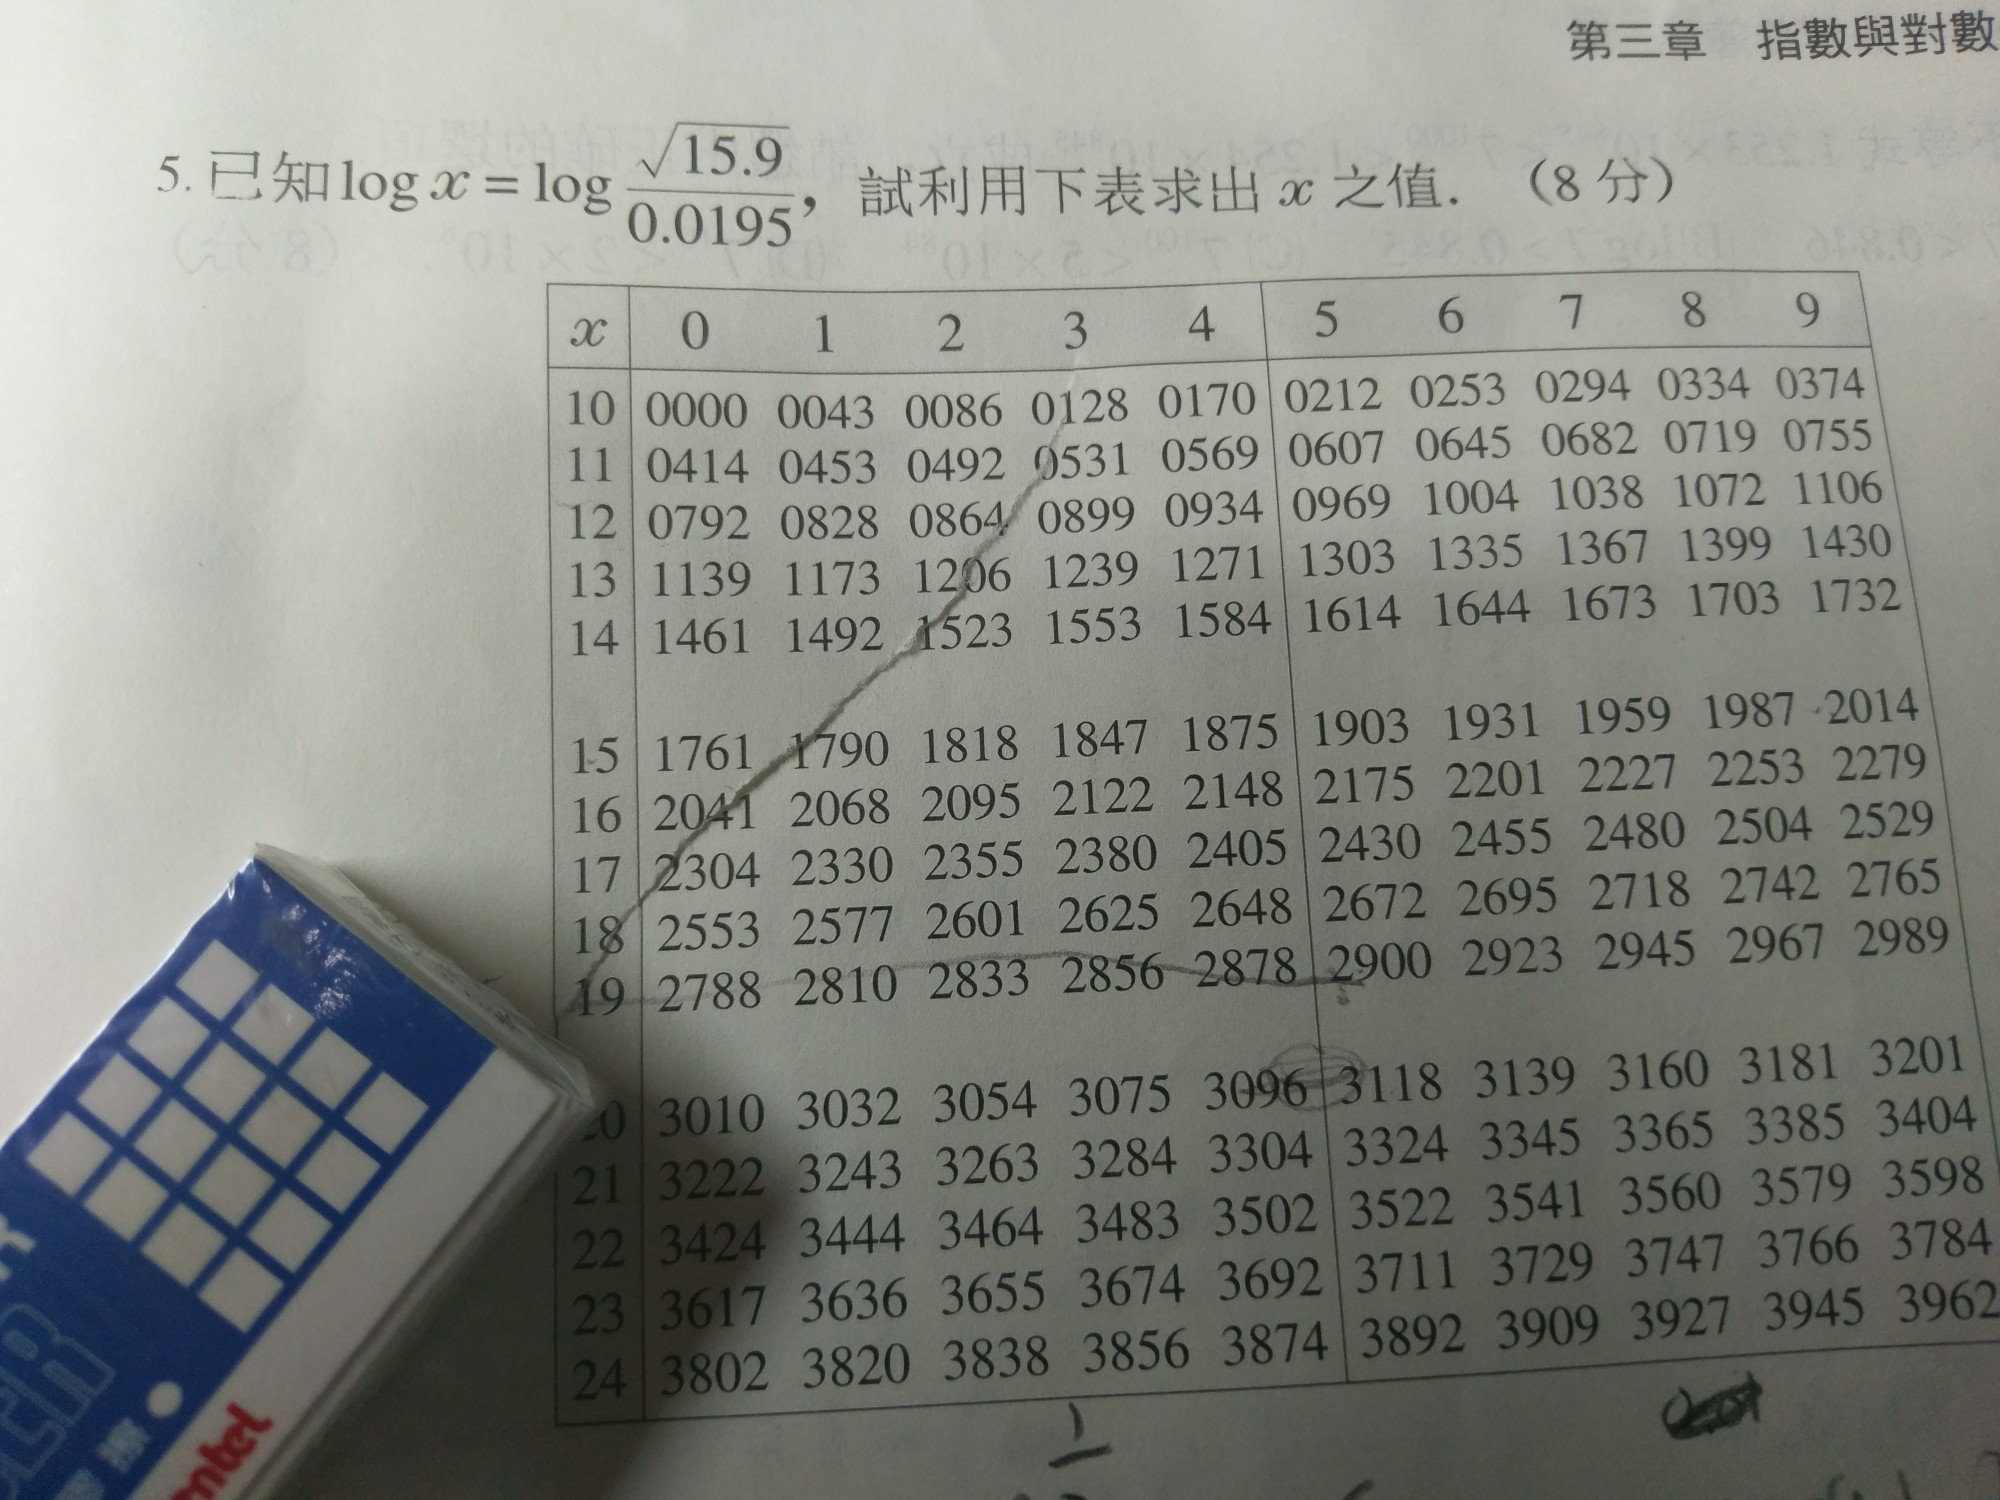 第三章 指數與對數
5. 已知 log x = log √15.9 / 0.0195， 試利用下表求出 x 之值. （8 分）
x 0 1 2 3 4 5 6 7 8 9
10 0000 0043 0086 0128 0170 0212 0253 0294 0334 0374
11 0414 0453 0492 0531 0569 0607 0645 0682 0719 0755
12 0792 0828 0864 0899 0934 0969 1004 1038 1072 1106
13 1139 1173 1206 1239 1271 1303 1335 1367 1399 1430
14 1461 1492 1523 1553 1584 1614 1644 1673 1703 1732
15 1761 1790 1818 1847 1875 1903 1931 1959 1987 2014
16 2041 2068 2095 2122 2148 2175 2201 2227 2253 2279
17 2304 2330 2355 2380 2405 2430 2455 2480 2504 2529
18 2553 2577 2601 2625 2648 2672 2695 2718 2742 2765
19 2788 2810 2833 2856 2878 2900 2923 2945 2967 2989
20 3010 3032 3054 3075 3096 3118 3139 3160 3181 3201
21 3222 3243 3263 3284 3304 3324 3345 3365 3385 3404
22 3424 3444 3464 3483 3502 3522 3541 3560 3579 3598
23 3617 3636 3655 3674 3692 3711 3729 3747 3766 3784
24 3802 3820 3838 3856 3874 3892 3909 3927 3945 3962